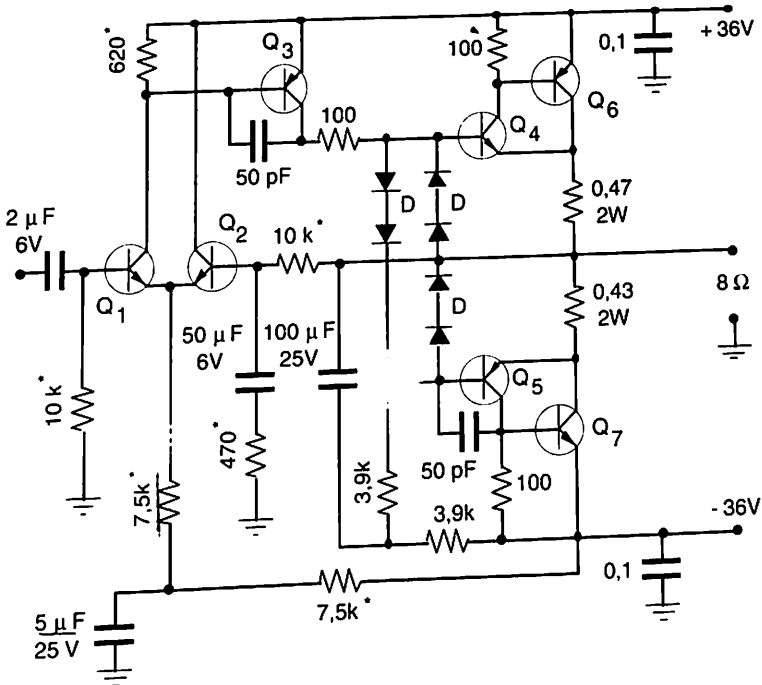 620*
Q3
100*
0,1
+ 36V
Q6
100
Q4
50 pF
D
D
0,47
2W
2 μF
6V
Q2
10 k*
Q1
8 Ω
50 μF
6V
100 μF
25V
D
0,43
2W
Q5
10 k*
470*
Q7
50 pF
7,5k*
3,9k
100
3,9k
- 36V
0,1
7,5k*
5 μF
25 V